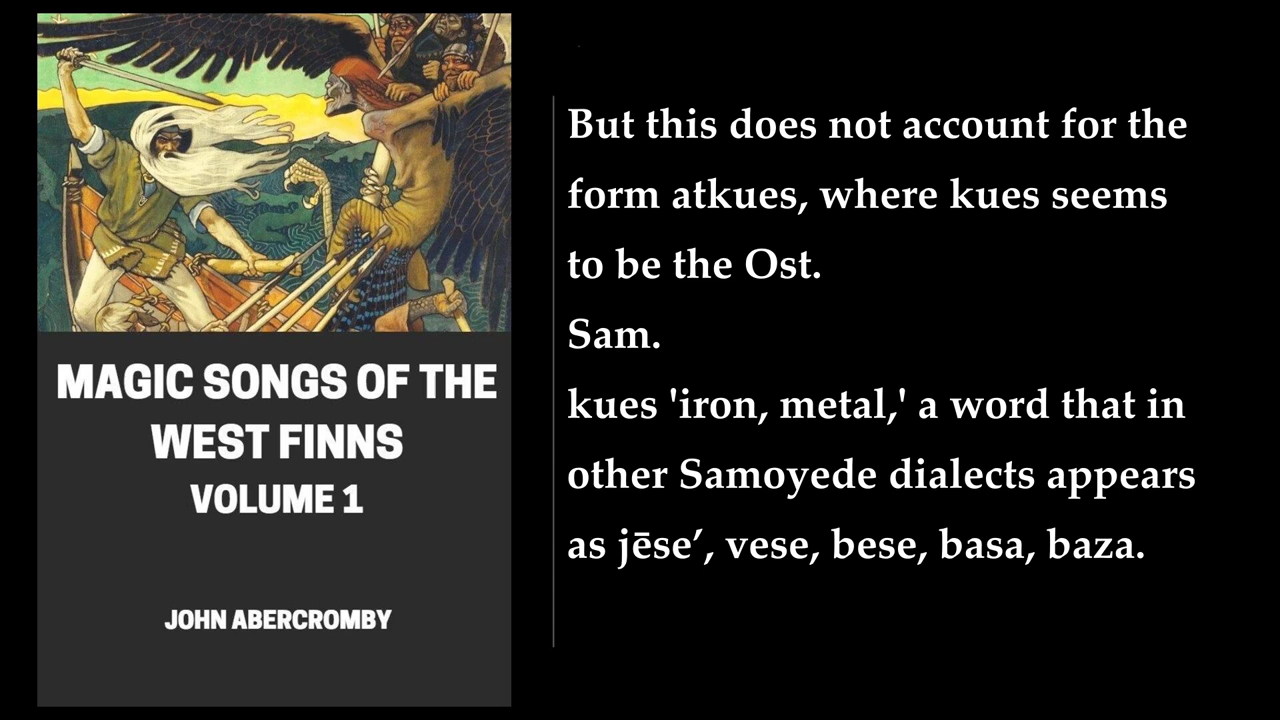 MAGIC SONGS OF THE
WEST FINNS
VOLUME 1
JOHN ABERCROMBY
But this does not account for the
form atkues, where kues seems
to be the Ost.
Sam.
kues 'iron, metal,' a word that in
other Samoyede dialects appears
as jēse’, vese, bese, basa, baza.